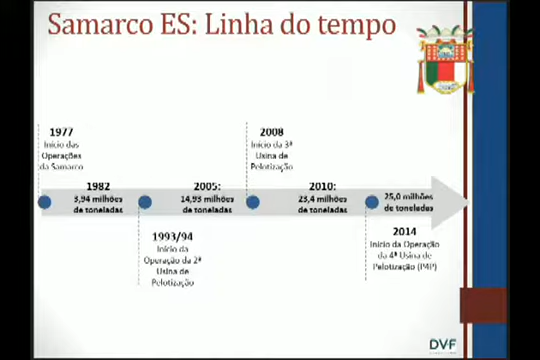 Samarco ES: Linha do tempo
1977
Início das
Operações
da Samarco
2008
Início da 3ª
Usina de
Pelotização
1982
3,94 milhões
de toneladas
2005:
14,93 milhões
de toneladas
2010:
23,4 milhões
de toneladas
25,0 milhões
de toneladas
1993/94
Início da
Operação da 2ª
Usina de
Pelotização
2014
Início da Operação
da 4ª Usina de
Pelotização (P4P)
DVF